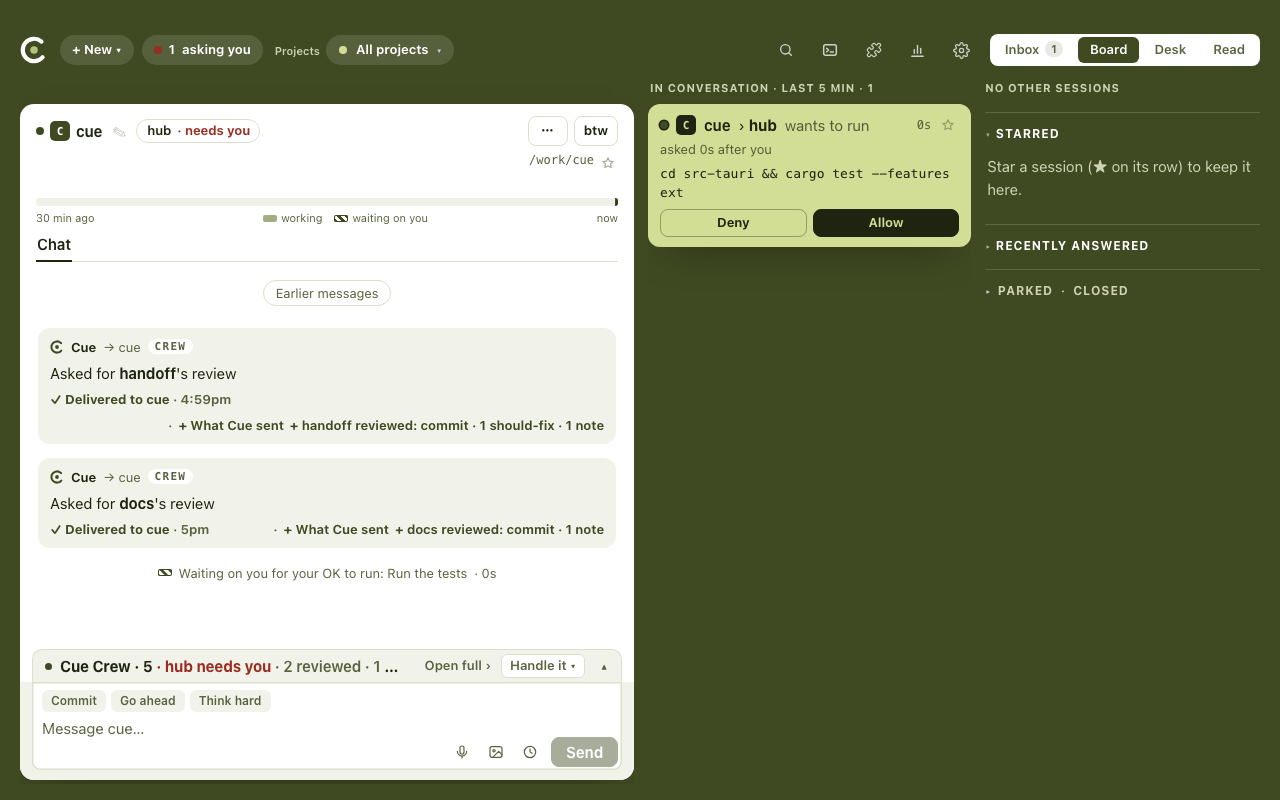 + New ▾
1 asking you
Projects
All projects ▾
Inbox 1
Board
Desk
Read
C cue
hub · needs you
···
btw
/work/cue
30 min ago
working
waiting on you
now
Chat
Earlier messages
Cue → cue CREW
Asked for handoff's review
✓ Delivered to cue · 4:59pm
· + What Cue sent + handoff reviewed: commit · 1 should-fix · 1 note
Cue → cue CREW
Asked for docs's review
✓ Delivered to cue · 5pm · + What Cue sent + docs reviewed: commit · 1 note
Waiting on you for your OK to run: Run the tests · 0s
Cue Crew · 5 · hub needs you · 2 reviewed · 1 ...
Open full ›
Handle it ▾
▴
Commit
Go ahead
Think hard
Message cue...
Send
IN CONVERSATION · LAST 5 MIN · 1
C cue › hub wants to run 0s
asked 0s after you
cd src-tauri && cargo test --features
ext
Deny
Allow
NO OTHER SESSIONS
▾ STARRED
Star a session (★ on its row) to keep it
here.
▸ RECENTLY ANSWERED
▸ PARKED · CLOSED